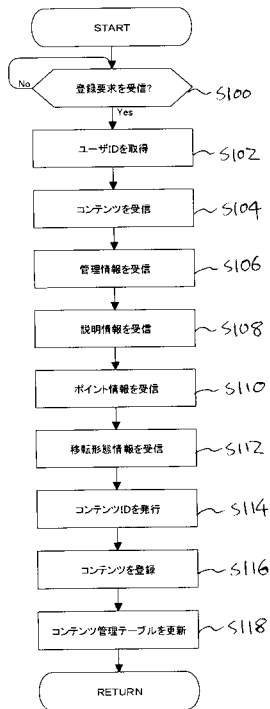 START
No
登録要求を受信?
S100
Yes
ユーザIDを取得
S102
コンテンツを受信
S104
管理情報を受信
S106
説明情報を受信
S108
ポイント情報を受信
S110
移転形態情報を受信
S112
コンテンツIDを発行
S114
コンテンツを登録
S116
コンテンツ管理テーブルを更新
S118
RETURN